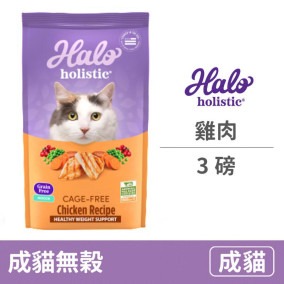 Halo
holistic®
Grain
Free
CAGE-FREE
Chicken Recipe
HEALTHY WEIGHT SUPPORT
Halo
holistic®
雞肉
3 磅
成貓無穀
成貓